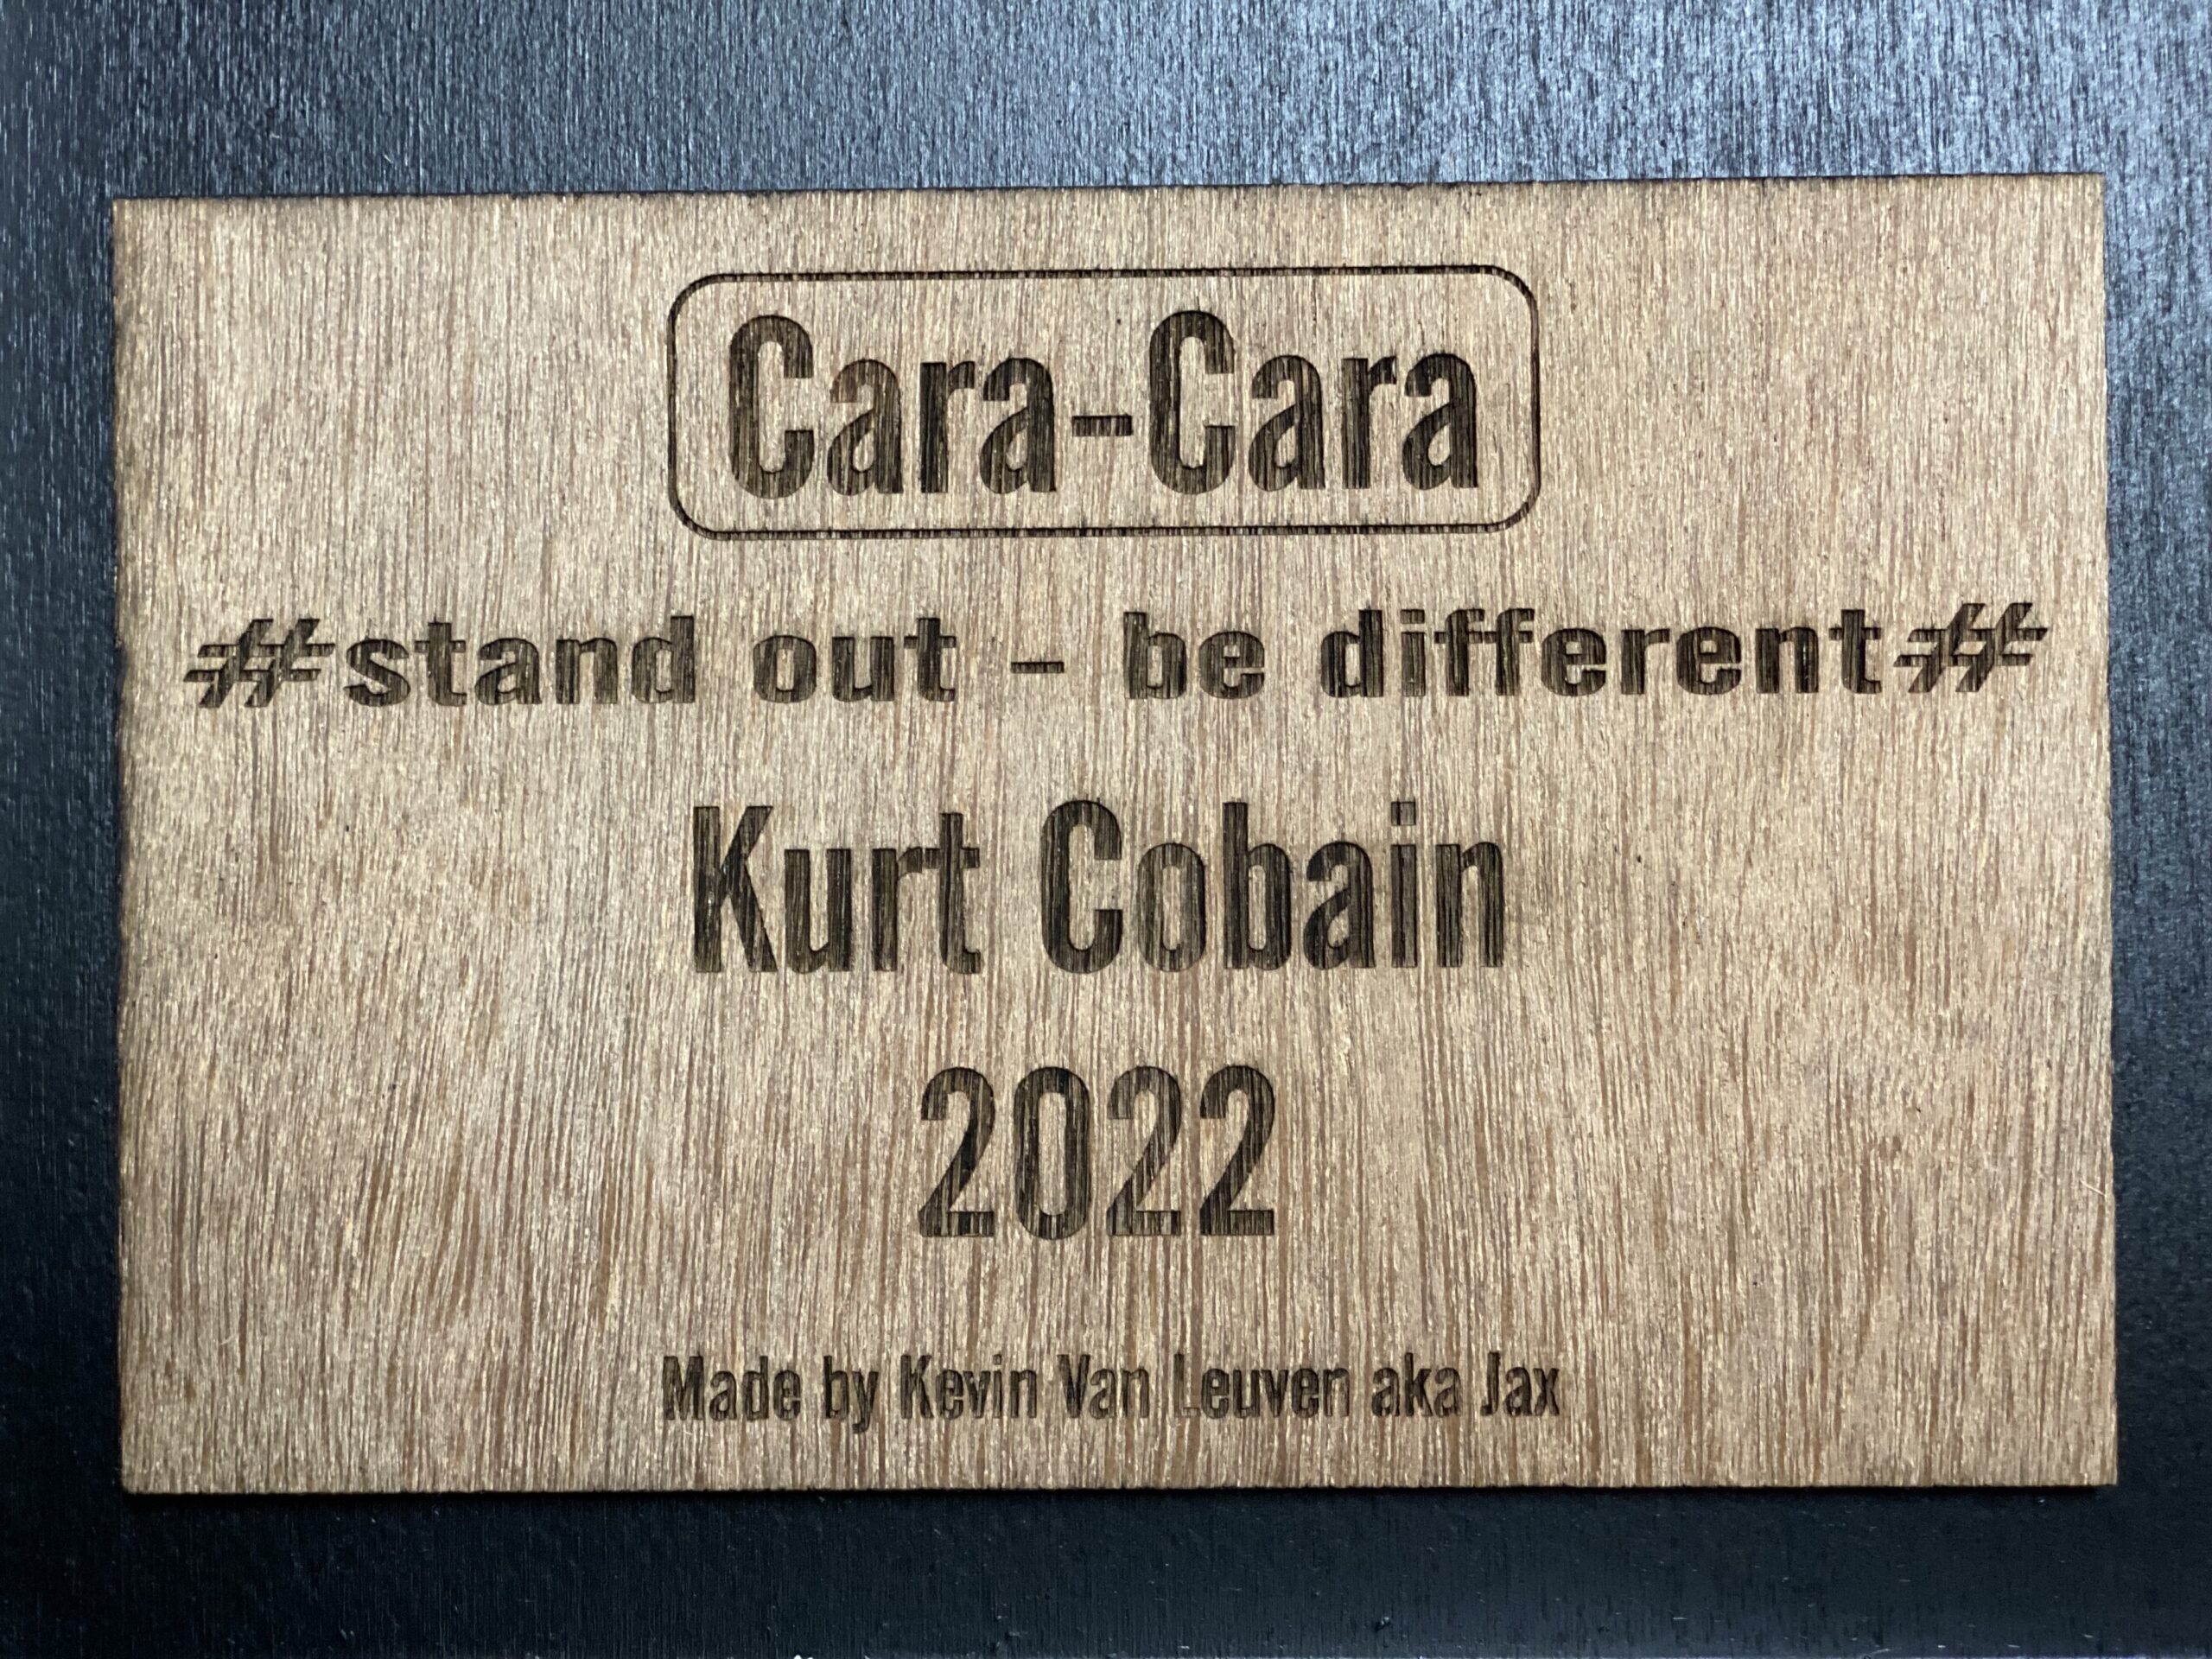 Cara-Cara
#stand out - be different#
Kurt Cobain
2022
Made by Kevin Van Leuven aka Jax